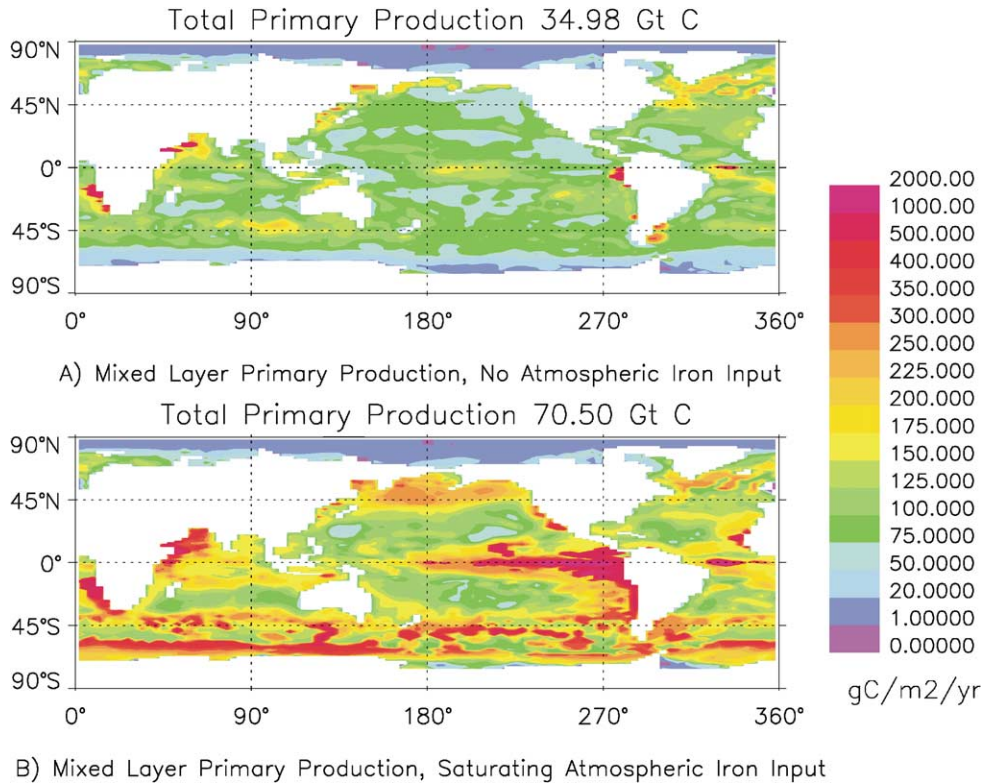 Total Primary Production 34.98 Gt C
90°N
45°N
0°
45°S
90°S
0° 90° 180° 270° 360°
A) Mixed Layer Primary Production, No Atmospheric Iron Input
Total Primary Production 70.50 Gt C
90°N
45°N
0°
45°S
90°S
0° 90° 180° 270° 360°
B) Mixed Layer Primary Production, Saturating Atmospheric Iron Input
2000.00
1000.00
500.000
400.000
350.000
300.000
250.000
225.000
200.000
175.000
150.000
125.000
100.000
75.0000
50.0000
20.0000
1.00000
0.00000
gC/m2/yr